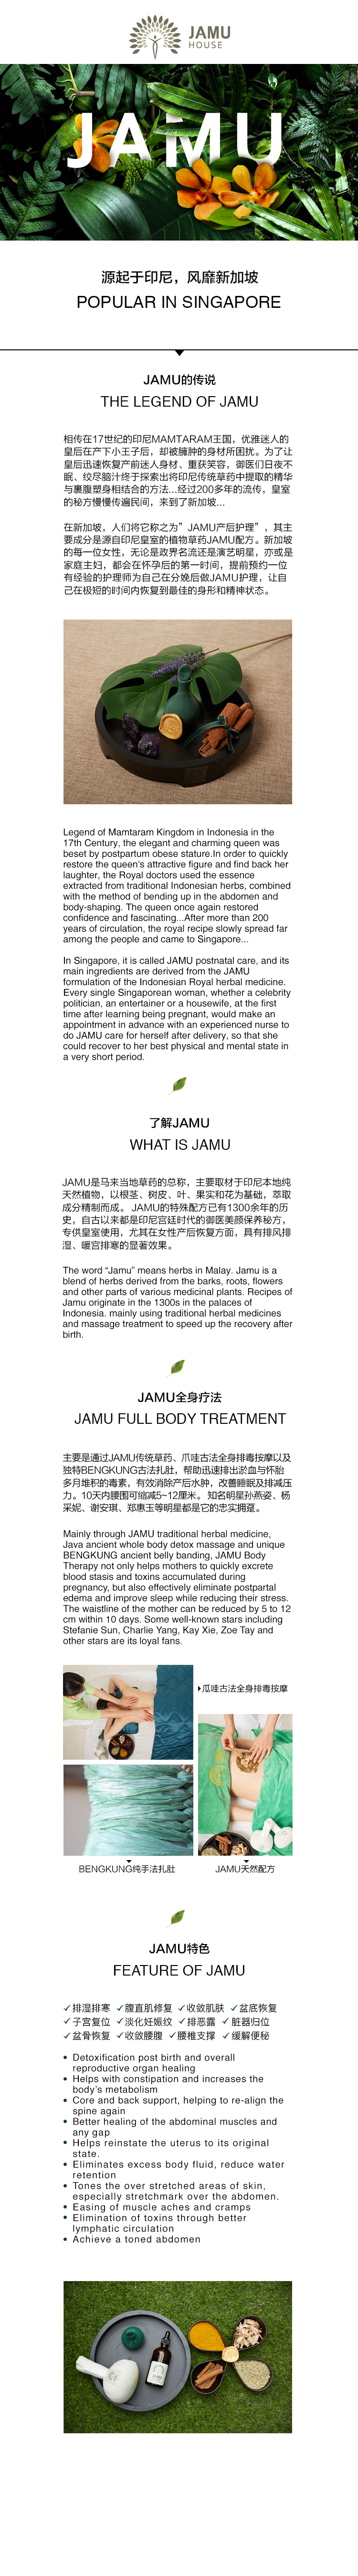 JAMU
HOUSE
JAMU
源起于印尼，风靡新加坡
POPULAR IN SINGAPORE
JAMU的传说
THE LEGEND OF JAMU
相传在17世纪的印尼MAMTARAM王国，优雅迷人的
皇后在产下小王子后，却被臃肿的身材所困扰。为了让
皇后迅速恢复产前迷人身材、重获芙容，御医们日夜不
眠、绞尽脑汁终于探索出将印尼传统草药中提取的精华
与裹腹塑身相结合的方法...经过200多年的流传，皇室
的秘方慢慢传遍民间，来到了新加坡...
在新加坡，人们将它称之为”JAMU产后护理”，其主
要成分是源自印尼皇室的植物草药JAMU配方。新加坡
的每一位女性，无论是政界名流还是演艺明星，亦或是
家庭主妇，都会在怀孕后的第一时间，提前预约一位
有经验的护理师为自己在分娩后做JAMU护理，让自
己在极短的时间内恢复到最佳的身形和精神状态。
Legend of Mamtaram Kingdom in Indonesia in the
17th Century, the elegant and charming queen was
beset by postpartum obese stature.In order to quickly
restore the queen's attractive figure and find back her
laughter, the Royal doctors used the essence
extracted from traditional Indonesian herbs, combined
with the method of bending up in the abdomen and
body-shaping. The queen once again restored
confidence and fascinating...After more than 200
years of circulation, the royal recipe slowly spread far
among the people and came to Singapore...
In Singapore, it is called JAMU postnatal care, and its
main ingredients are derived from the JAMU
formulation of the Indonesian Royal herbal medicine.
Every single Singaporean woman, whether a celebrity
politician, an entertainer or a housewife, at the first
time after learning being pregnant, would make an
appointment in advance with an experienced nurse to
do JAMU care for herself after delivery, so that she
could recover to her best physical and mental state in
a very short period.
了解JAMU
WHAT IS JAMU
JAMU是马来当地草药的总称，主要取材于印尼本地纯
天然植物，以根茎、树皮、叶、果实和花为基础，萃取
成分精制而成。 JAMU的特殊配方已有1300余年的历
史，自古以来都是印尼宫廷时代的御医美颜保养秘方，
专供皇室使用，尤其在女性产后恢复方面，具有排风排
湿、暖宫排寒的显著效果。
The word “Jamu” means herbs in Malay. Jamu is a
blend of herbs derived from the barks, roots, flowers
and other parts of various medicinal plants. Recipes of
Jamu originate in the 1300s in the palaces of
Indonesia. mainly using traditional herbal medicines
and massage treatment to speed up the recovery after
birth.
JAMU全身疗法
JAMU FULL BODY TREATMENT
主要是通过JAMU传统草药、爪哇古法全身排毒按摩以及
独特BENGKUNG古法扎肚，帮助迅速排出淤血与怀胎
多月堆积的毒素，有效消除产后水肿，改善睡眠及排减压
力。10天内腰围可缩减5~12厘米。 知名明星孙燕姿、杨
采妮、谢安琪、郑惠玉等明星都是它的忠实拥趸。
Mainly through JAMU traditional herbal medicine,
Java ancient whole body detox massage and unique
BENGKUNG ancient belly banding, JAMU Body
Therapy not only helps mothers to quickly excrete
blood stasis and toxins accumulated during
pregnancy, but also effectively eliminate postpartal
edema and improve sleep while reducing their stress.
The waistline of the mother can be reduced by 5 to 12
cm within 10 days. Some well-known stars including
Stefanie Sun, Charlie Yang, Kay Xie, Zoe Tay and
other stars are its loyal fans.
瓜哇古法全身排毒按摩
BENGKUNG纯手法扎肚
JAMU天然配方
JAMU特色
FEATURE OF JAMU
✓排湿排寒 ✓腹直肌修复 ✓收敛肌肤 ✓盆底恢复
✓子宫复位 ✓淡化妊娠纹 ✓排恶露 ✓脏器归位
✓盆骨恢复 ✓收敛腰腹 ✓腰椎支撑 ✓缓解便秘
• Detoxification post birth and overall
reproductive organ healing
• Helps with constipation and increases the
body's metabolism
• Core and back support, helping to re-align the
spine again
• Better healing of the abdominal muscles and
any gap
• Helps reinstate the uterus to its original
state.
• Eliminates excess body fluid, reduce water
retention
• Tones the over stretched areas of skin,
especially stretchmark over the abdomen.
• Easing of muscle aches and cramps
• Elimination of toxins through better
lymphatic circulation
• Achieve a toned abdomen